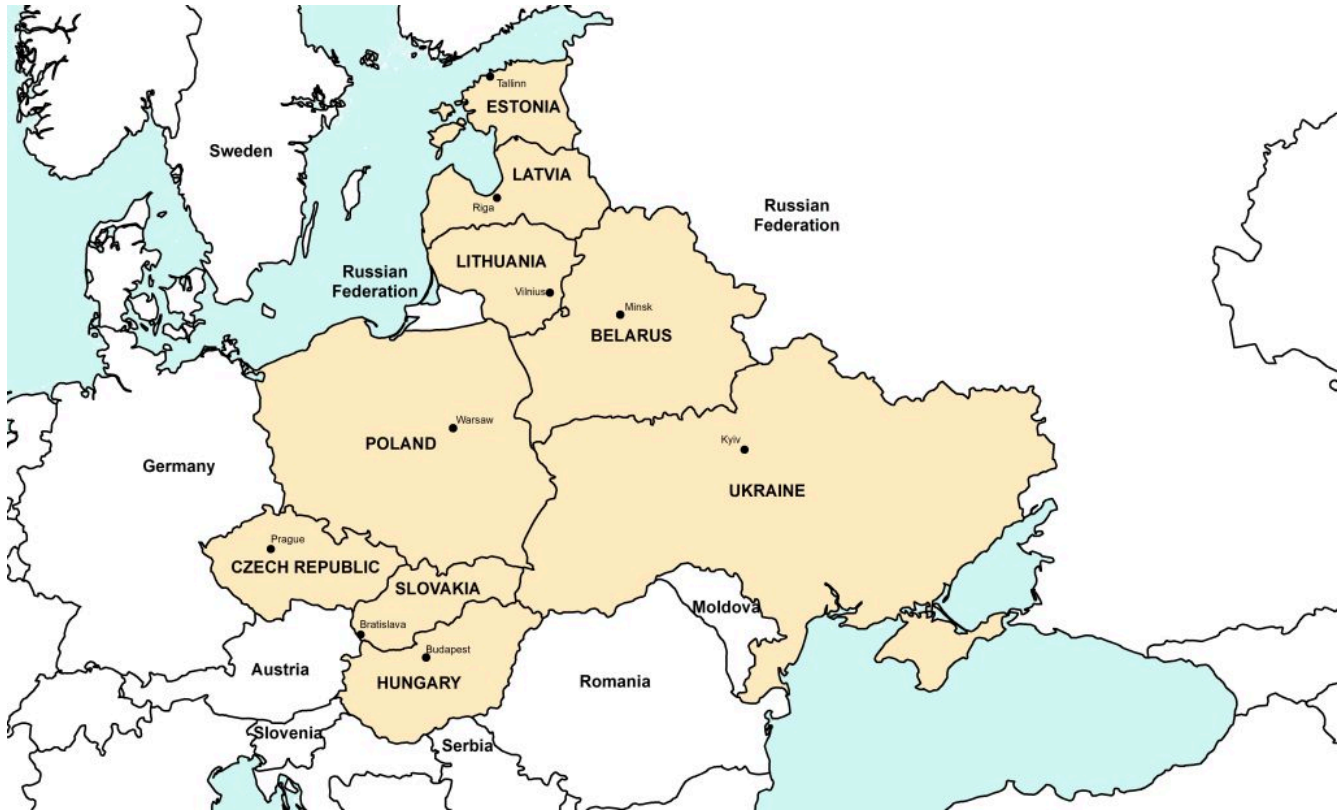 Tallinn
ESTONIA
Sweden
LATVIA
Riga
Russian
Federation
LITHUANIA
Russian
Federation
Vilnius
Minsk
BELARUS
Warsaw
POLAND
Kyiv
Germany
UKRAINE
Prague
CZECH REPUBLIC
SLOVAKIA
Moldova
Bratislava
Budapest
Austria
HUNGARY
Romania
Slovenia
Serbia